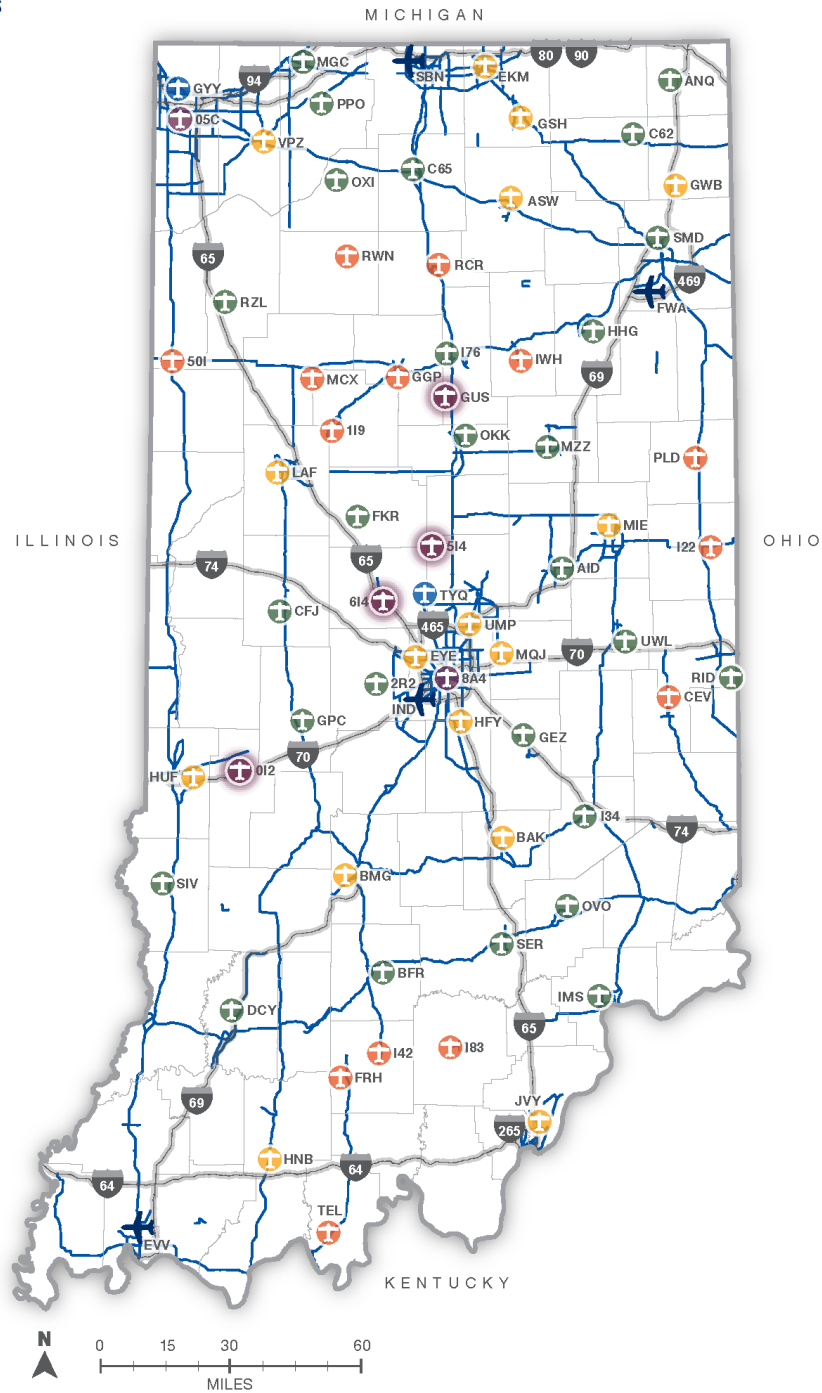 s
MICHIGAN
80
90
MGC
SBN
EKM
94
ANQ
GYY
PPO
05C
GSH
C62
VPZ
C65
OXI
GWB
ASW
SMD
65
RWN
RCR
469
RZL
FWA
HHG
I76
50I
IWH
MCX
GGP
69
GUS
1I9
OKK
MZZ
PLD
LAF
FKR
MIE
ILLINOIS
5I4
I22
OHIO
65
74
AID
TYQ
6I4
CFJ
465
UMP
UWL
EYE
MQJ
70
2R2
8A4
RID
CEV
IND
GPC
HFY
GEZ
70
HUF
0I2
I34
74
BAK
BMG
SIV
OVO
SER
BFR
IMS
DCY
65
I42
I83
FRH
69
JVY
265
HNB
64
64
TEL
EVV
KENTUCKY
N
0 15 30 60
MILES